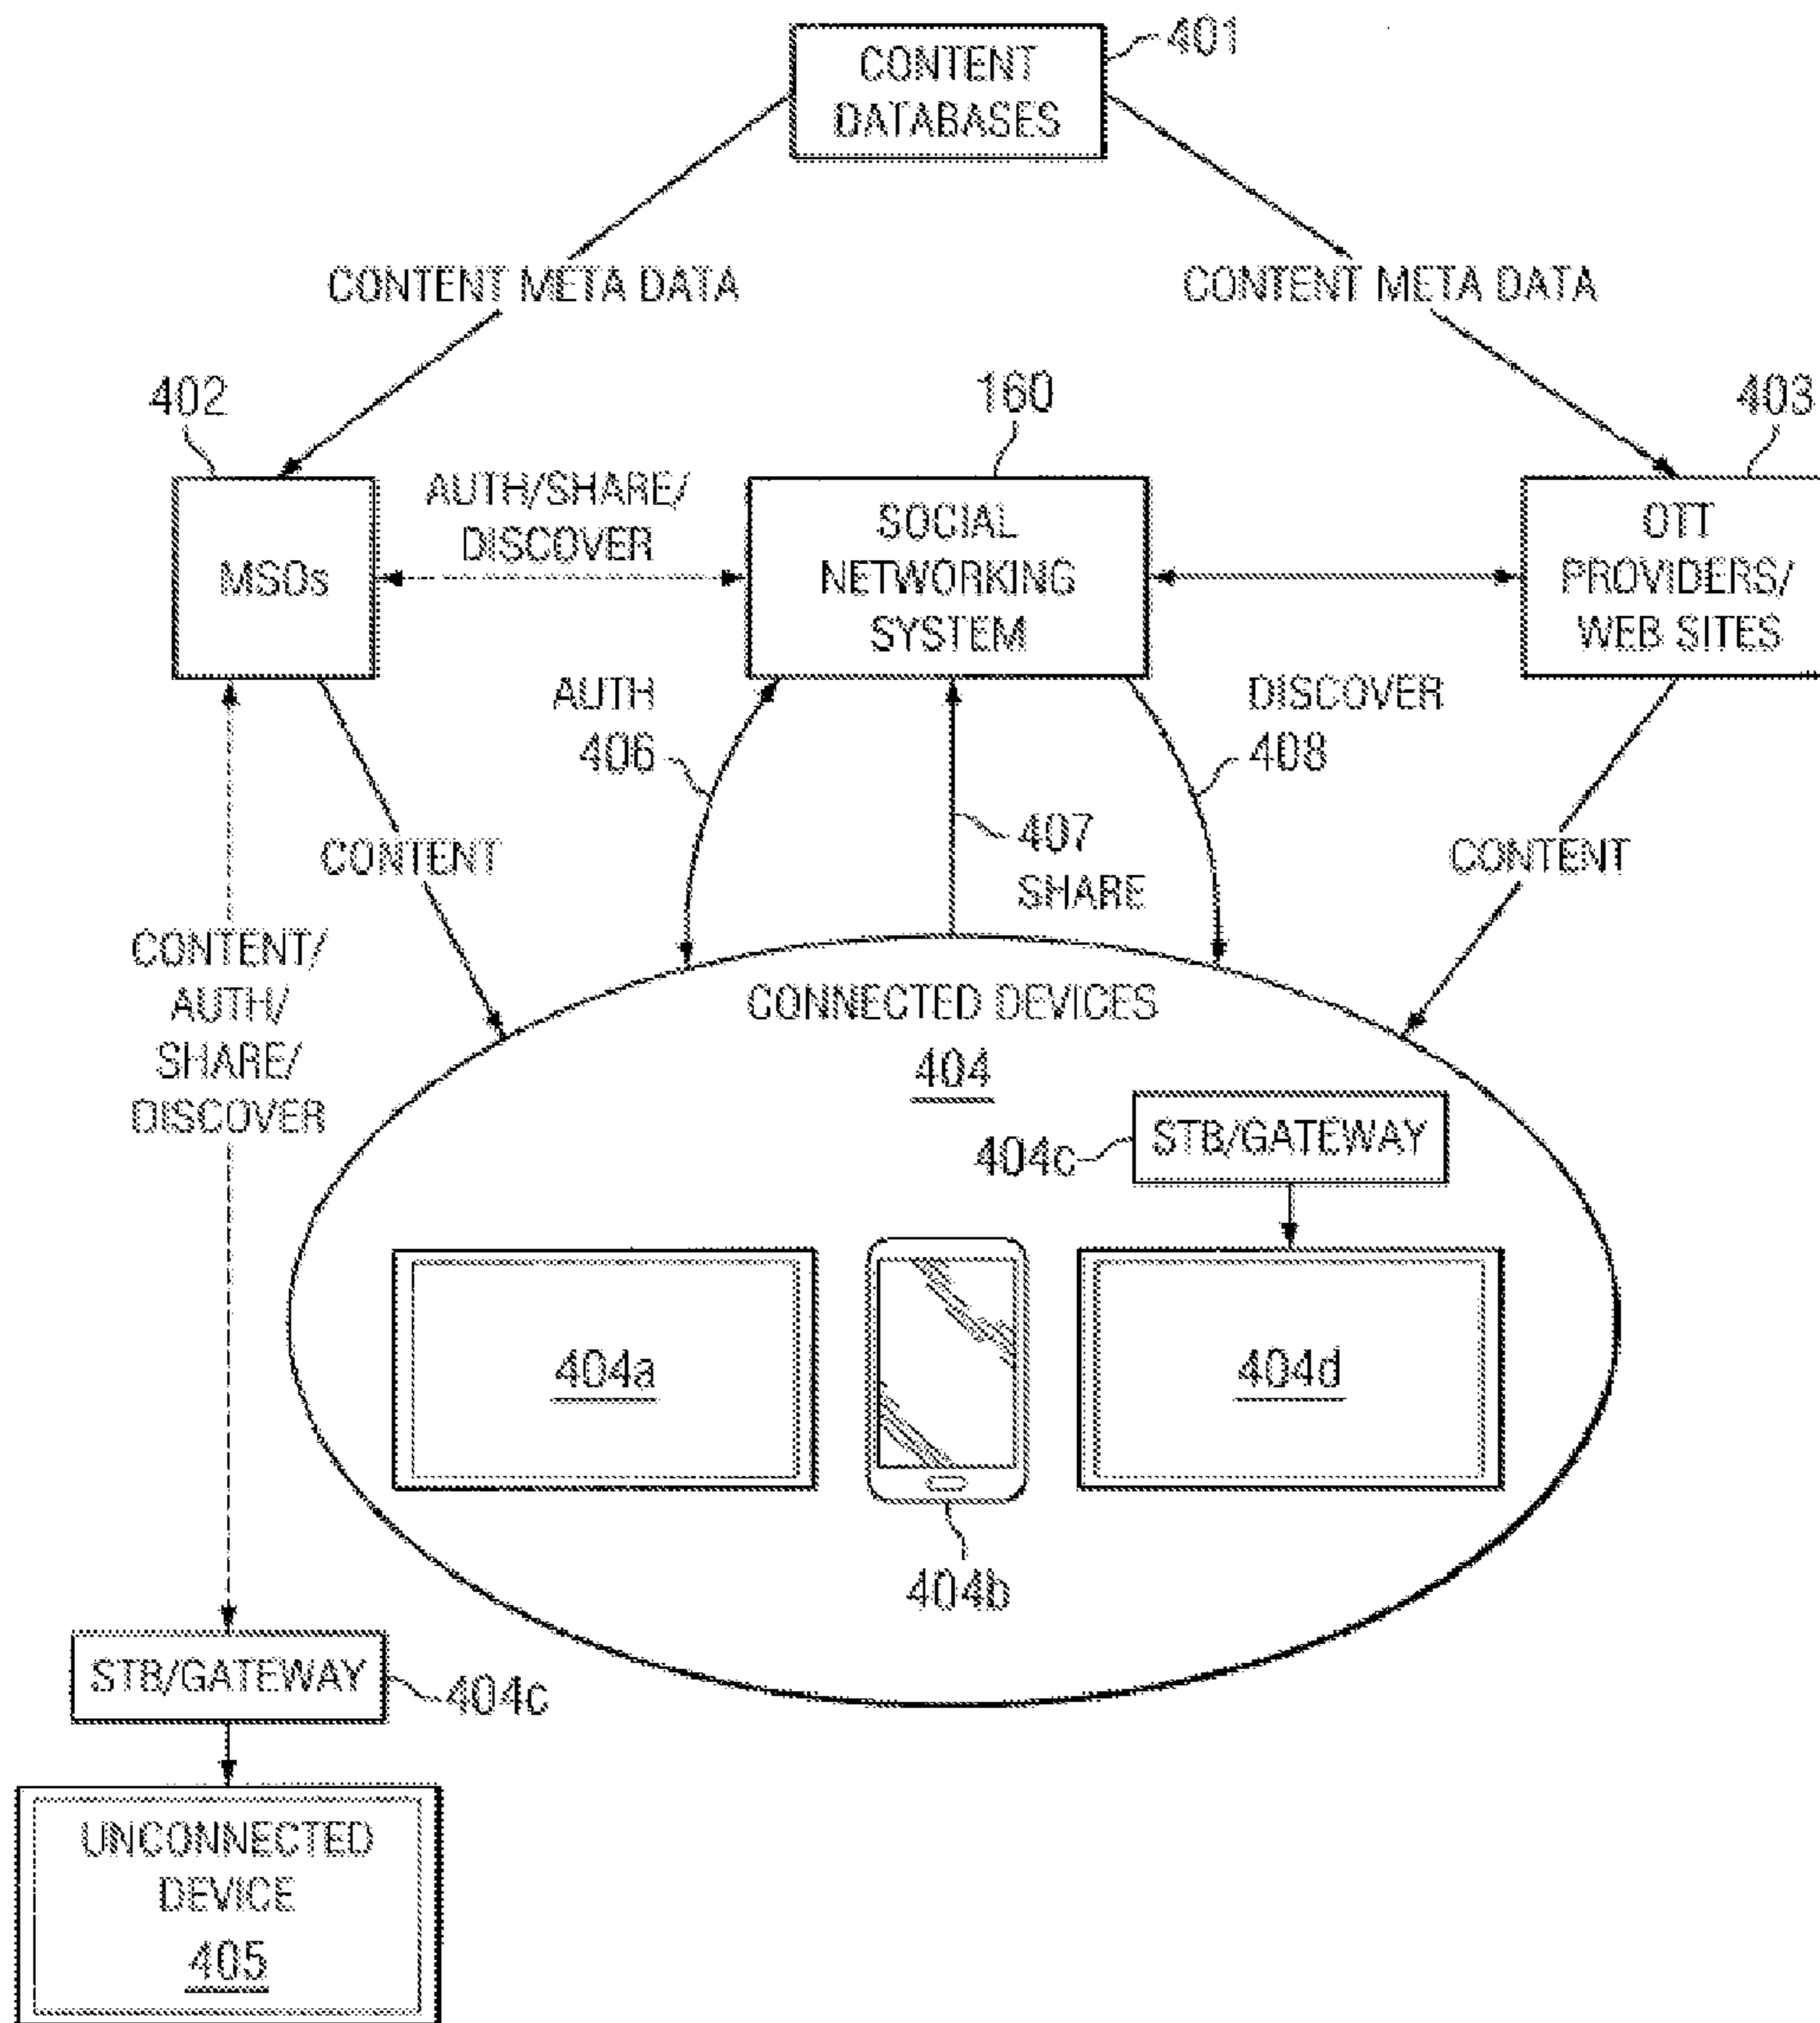 CONTENT
DATABASES
401
CONTENT META DATA
CONTENT META DATA
402
160
403
MSOs
AUTH/SHARE/
DISCOVER
SOCIAL
NETWORKING
SYSTEM
OTT
PROVIDERS/
WEB SITES
AUTH
406
DISCOVER
408
407
SHARE
CONTENT
CONTENT
CONTENT/
AUTH/
SHARE/
DISCOVER
CONNECTED DEVICES
404
404c
STB/GATEWAY
404a
404d
404b
STB/GATEWAY
404c
UNCONNECTED
DEVICE
405